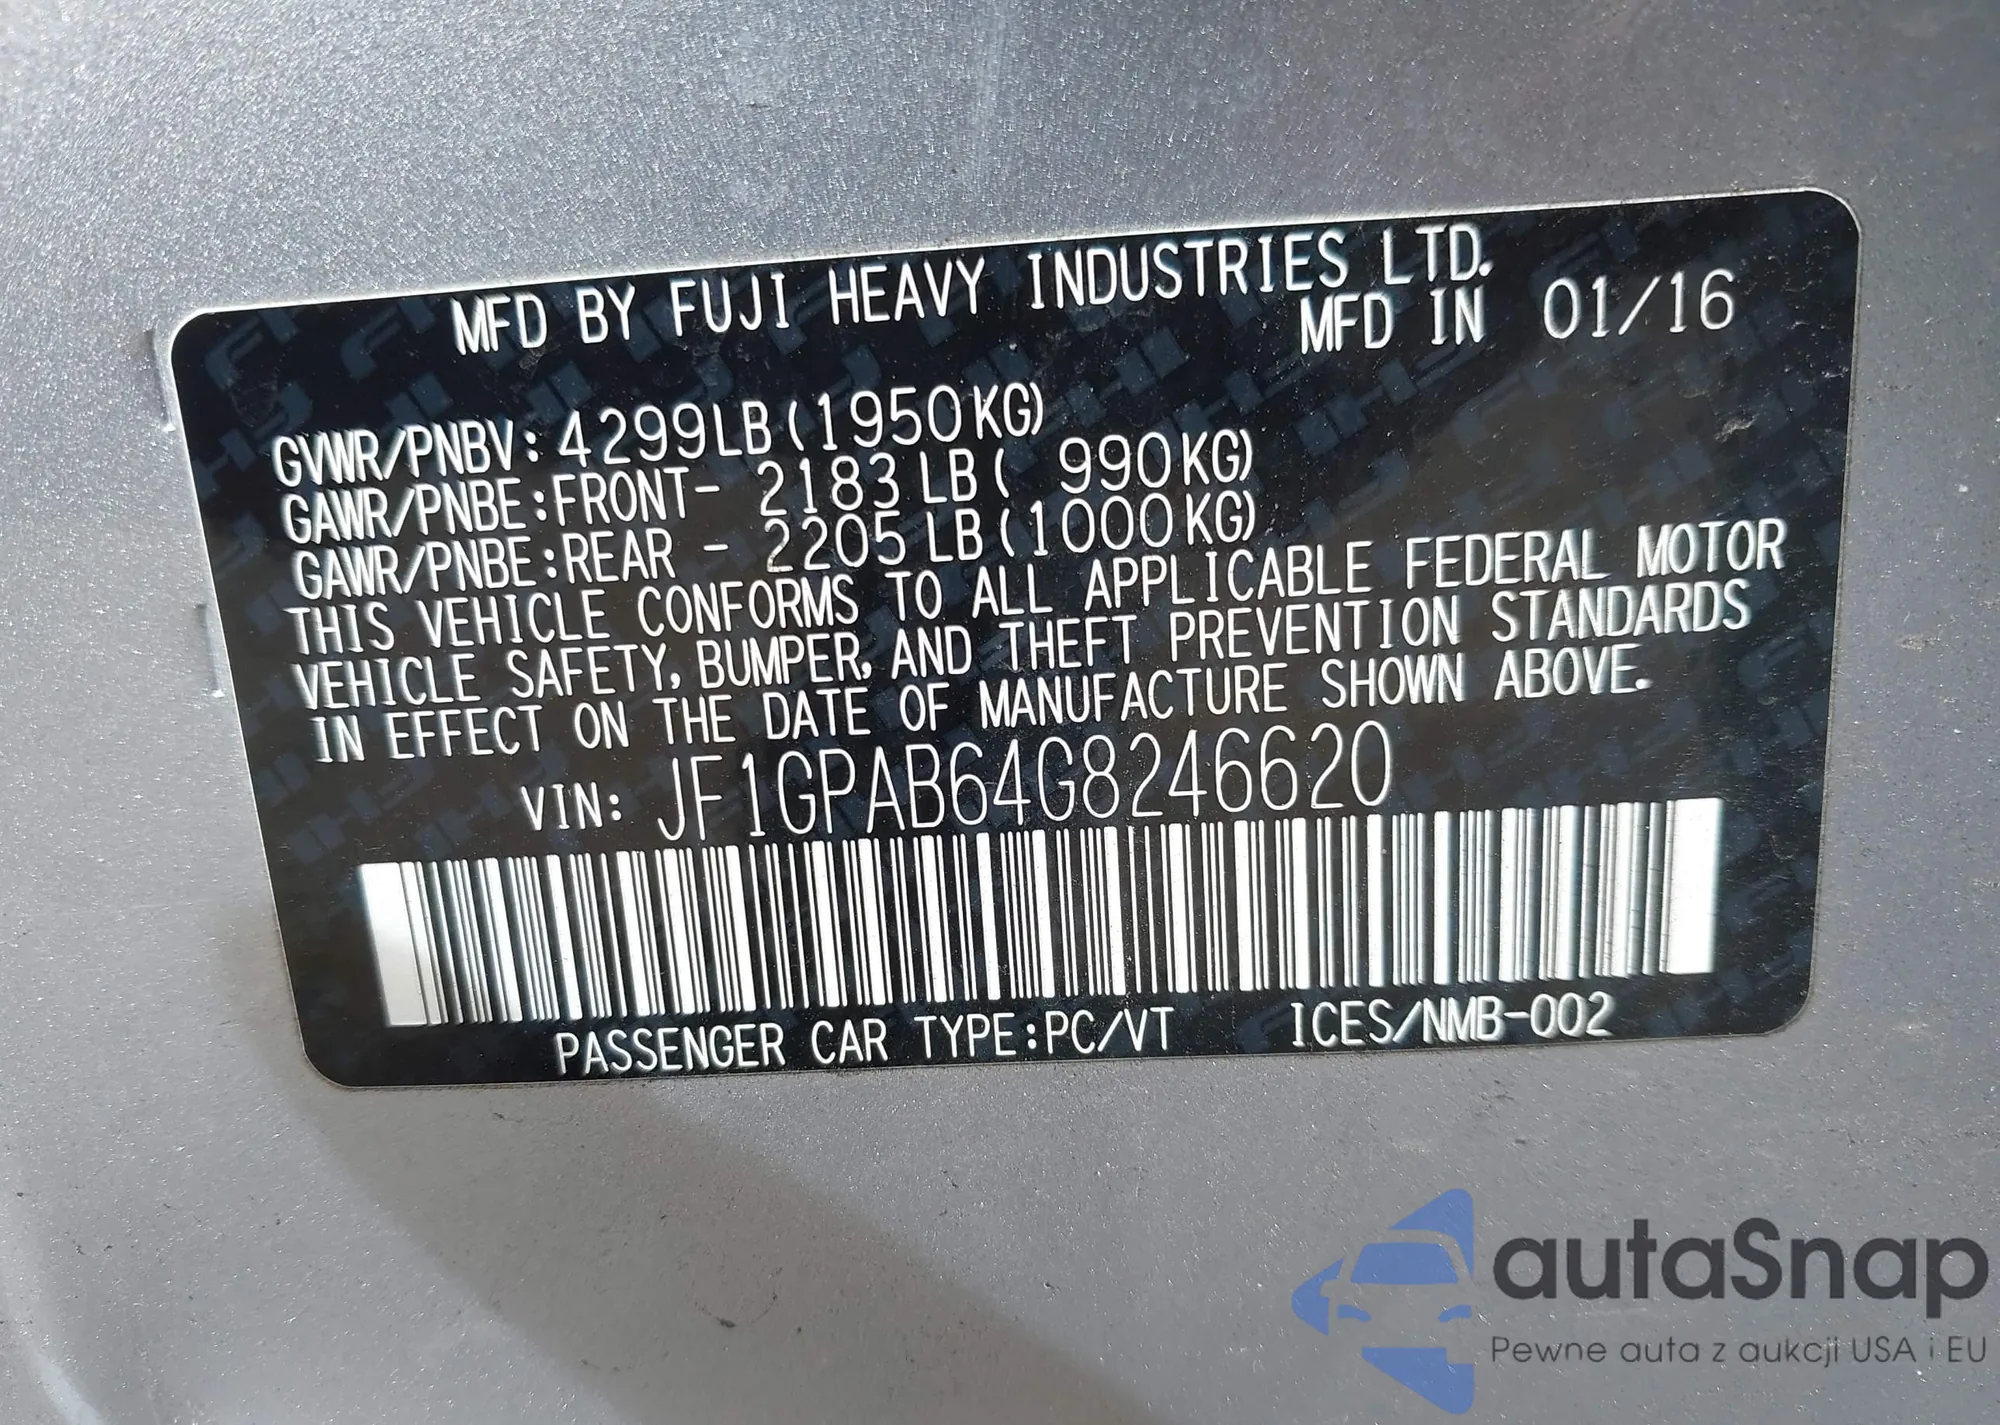 MFD BY FUJI HEAVY INDUSTRIES LTD.
MFD IN 01/16
GVWR/PNBV: 4299LB(1950KG)
GAWR/PNBE:FRONT- 2183LB( 990KG)
GAWR/PNBE:REAR - 2205LB(1000KG)
THIS VEHICLE CONFORMS TO ALL APPLICABLE FEDERAL MOTOR
VEHICLE SAFETY, BUMPER, AND THEFT PREVENTION STANDARDS
IN EFFECT ON THE DATE OF MANUFACTURE SHOWN ABOVE.
VIN: JF1GPAB64G8246620
PASSENGER CAR TYPE:PC/VT ICES/NMB-002
autaSnap
Pewne auta z aukcji USA i EU